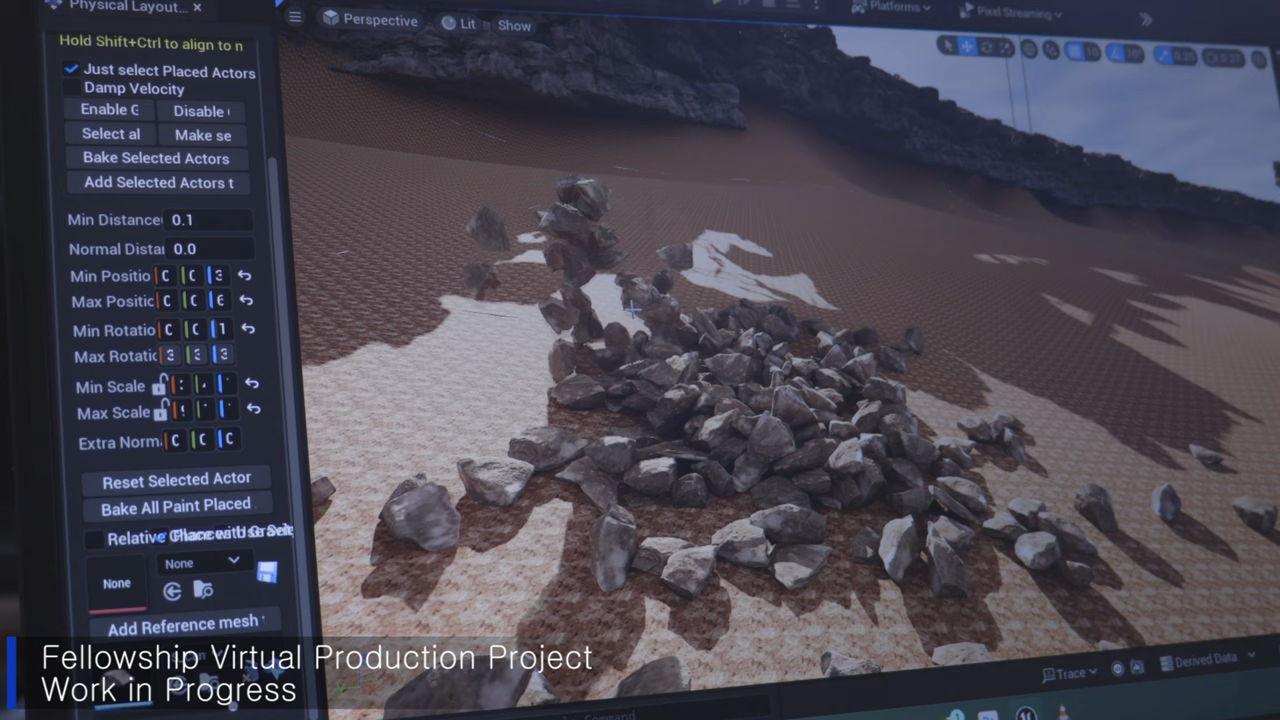 Physical Layout...
Hold Shift+Ctrl to align to n
Just select Placed Actors
Damp Velocity
Enable G
Disable
Select al
Make se
Bake Selected Actors
Add Selected Actors t
Min Distance 0.1
Normal Distan 0.0
Min Positio
Max Positic
Min Rotatio
Max Rotatic
Min Scale
Max Scale
Extra Norm
Reset Selected Actor
Bake All Paint Placed
None
None
Add Reference mesh
Perspective
Lit
Show
Platforms
Pixel Streaming
Trace
Derived Data
Fellowship Virtual Production Project
Work in Progress